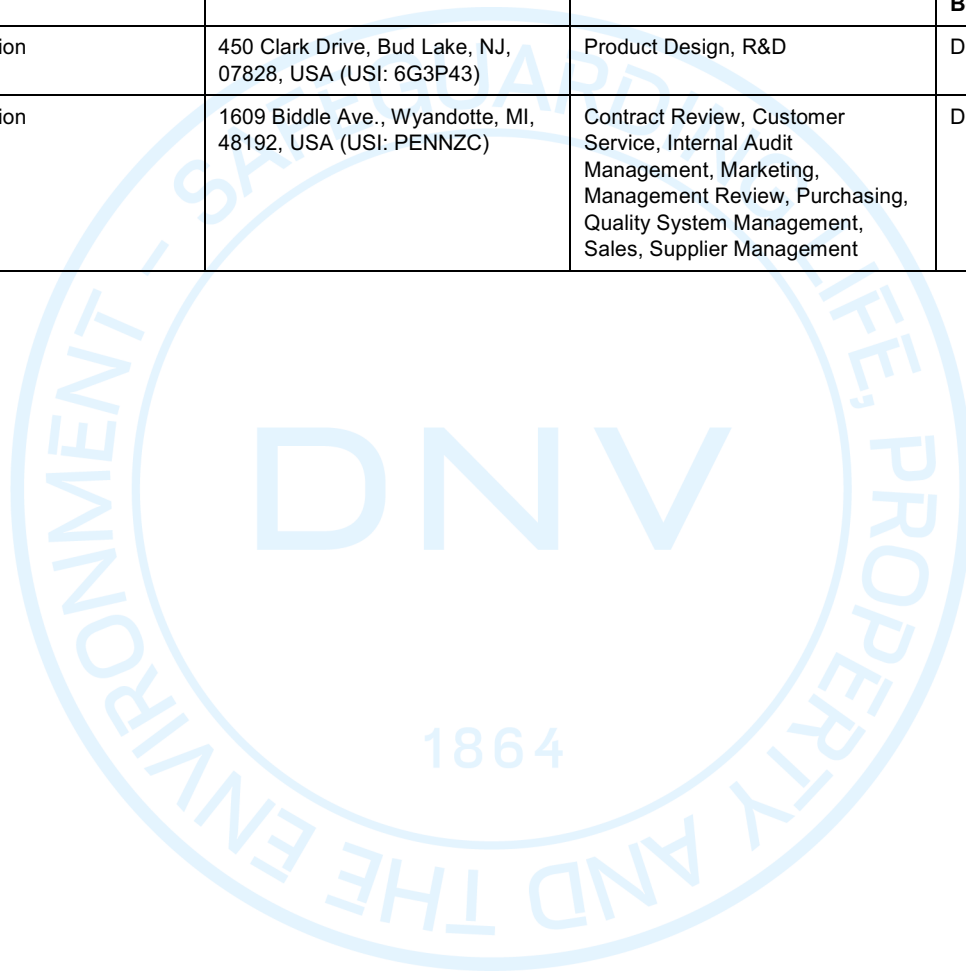 B
ion
450 Clark Drive, Bud Lake, NJ,
07828, USA (USI: 6G3P43)
Product Design, R&D
D
ion
1609 Biddle Ave., Wyandotte, MI,
48192, USA (USI: PENNZC)
Contract Review, Customer
Service, Internal Audit
Management, Marketing,
Management Review, Purchasing,
Quality System Management,
Sales, Supplier Management
D
SAFEGUARDING LIFE, PROPERTY AND THE ENVIRONMENT -
DNV
1864